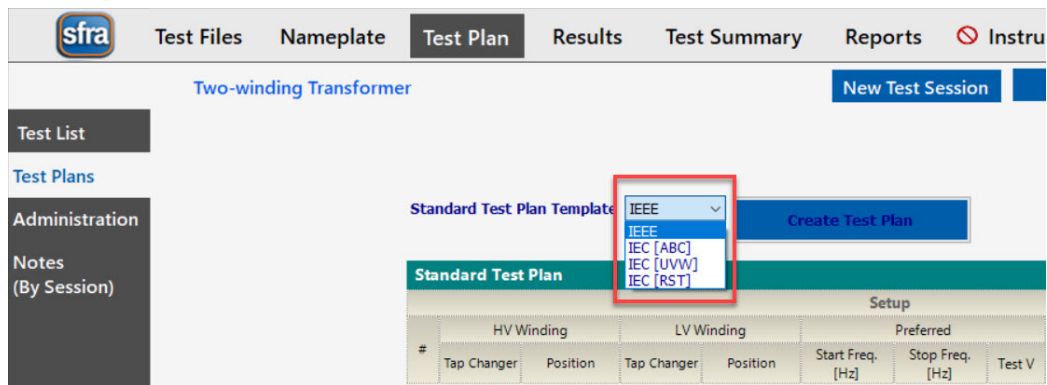 sfra Test Files Nameplate Test Plan Results Test Summary Reports
Two-winding Transformer New Test Session
Test List
Test Plans
Administration
Notes
(By Session)
Standard Test Plan Template IEEE Create Test Plan
IEEE
IEC [ABC]
IEC [UVW]
IEC [RST]
Standard Test Plan
Setup
HV Winding LV Winding Preferred
# Tap Changer Position Tap Changer Position Start Freq. [Hz] Stop Freq. [Hz] Test V